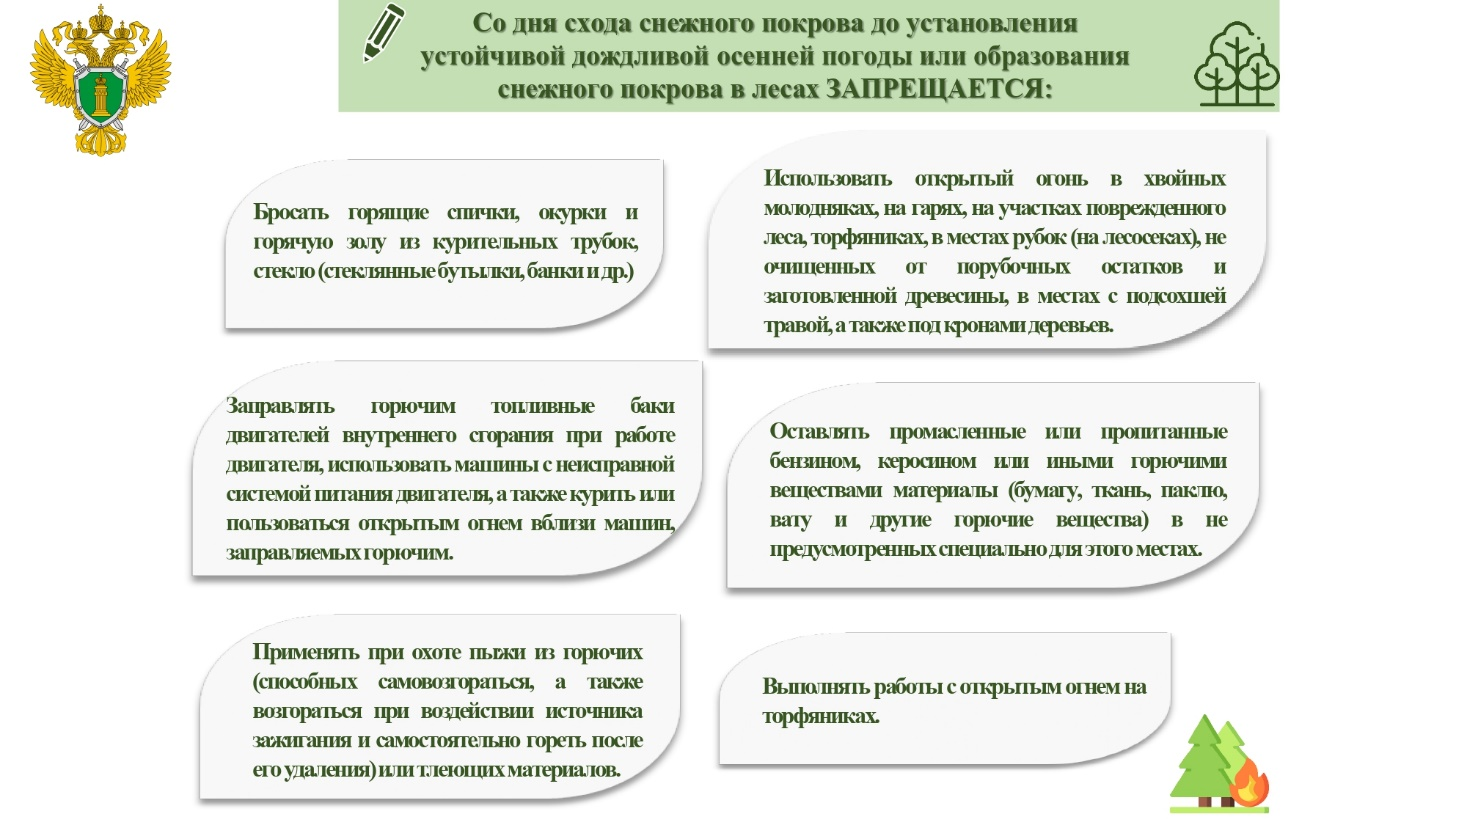 Со дня схода снежного покрова до установления
устойчивой дождливой осенней погоды или образования
снежного покрова в лесах ЗАПРЕЩАЕТСЯ:
Бросать горящие спички, окурки и
горячую золу из курительных трубок,
стекло (стеклянные бутылки, банки и др.)
Использовать открытый огонь в хвойных
молодняках, на гарях, на участках поврежденного
леса, торфяниках, в местах рубок (на лесосеках), не
очищенных от порубочных остатков и
заготовленной древесины, в местах с подсохшей
травой, а также под кронами деревьев.
Заправлять горючим топливные баки
двигателей внутреннего сгорания при работе
двигателя, использовать машины с неисправной
системой питания двигателя, а также курить или
пользоваться открытым огнем вблизи машин,
заправляемых горючим.
Оставлять промасленные или пропитанные
бензином, керосином или иными горючими
веществами материалы (бумагу, ткань, паклю,
вату и другие горючие вещества) в не
предусмотренных специально для этого местах.
Применять при охоте пыжи из горючих
(способных самовозгораться, а также
возгораться при воздействии источника
зажигания и самостоятельно гореть после
его удаления) или тлеющих материалов.
Выполнять работы с открытым огнем на
торфяниках.